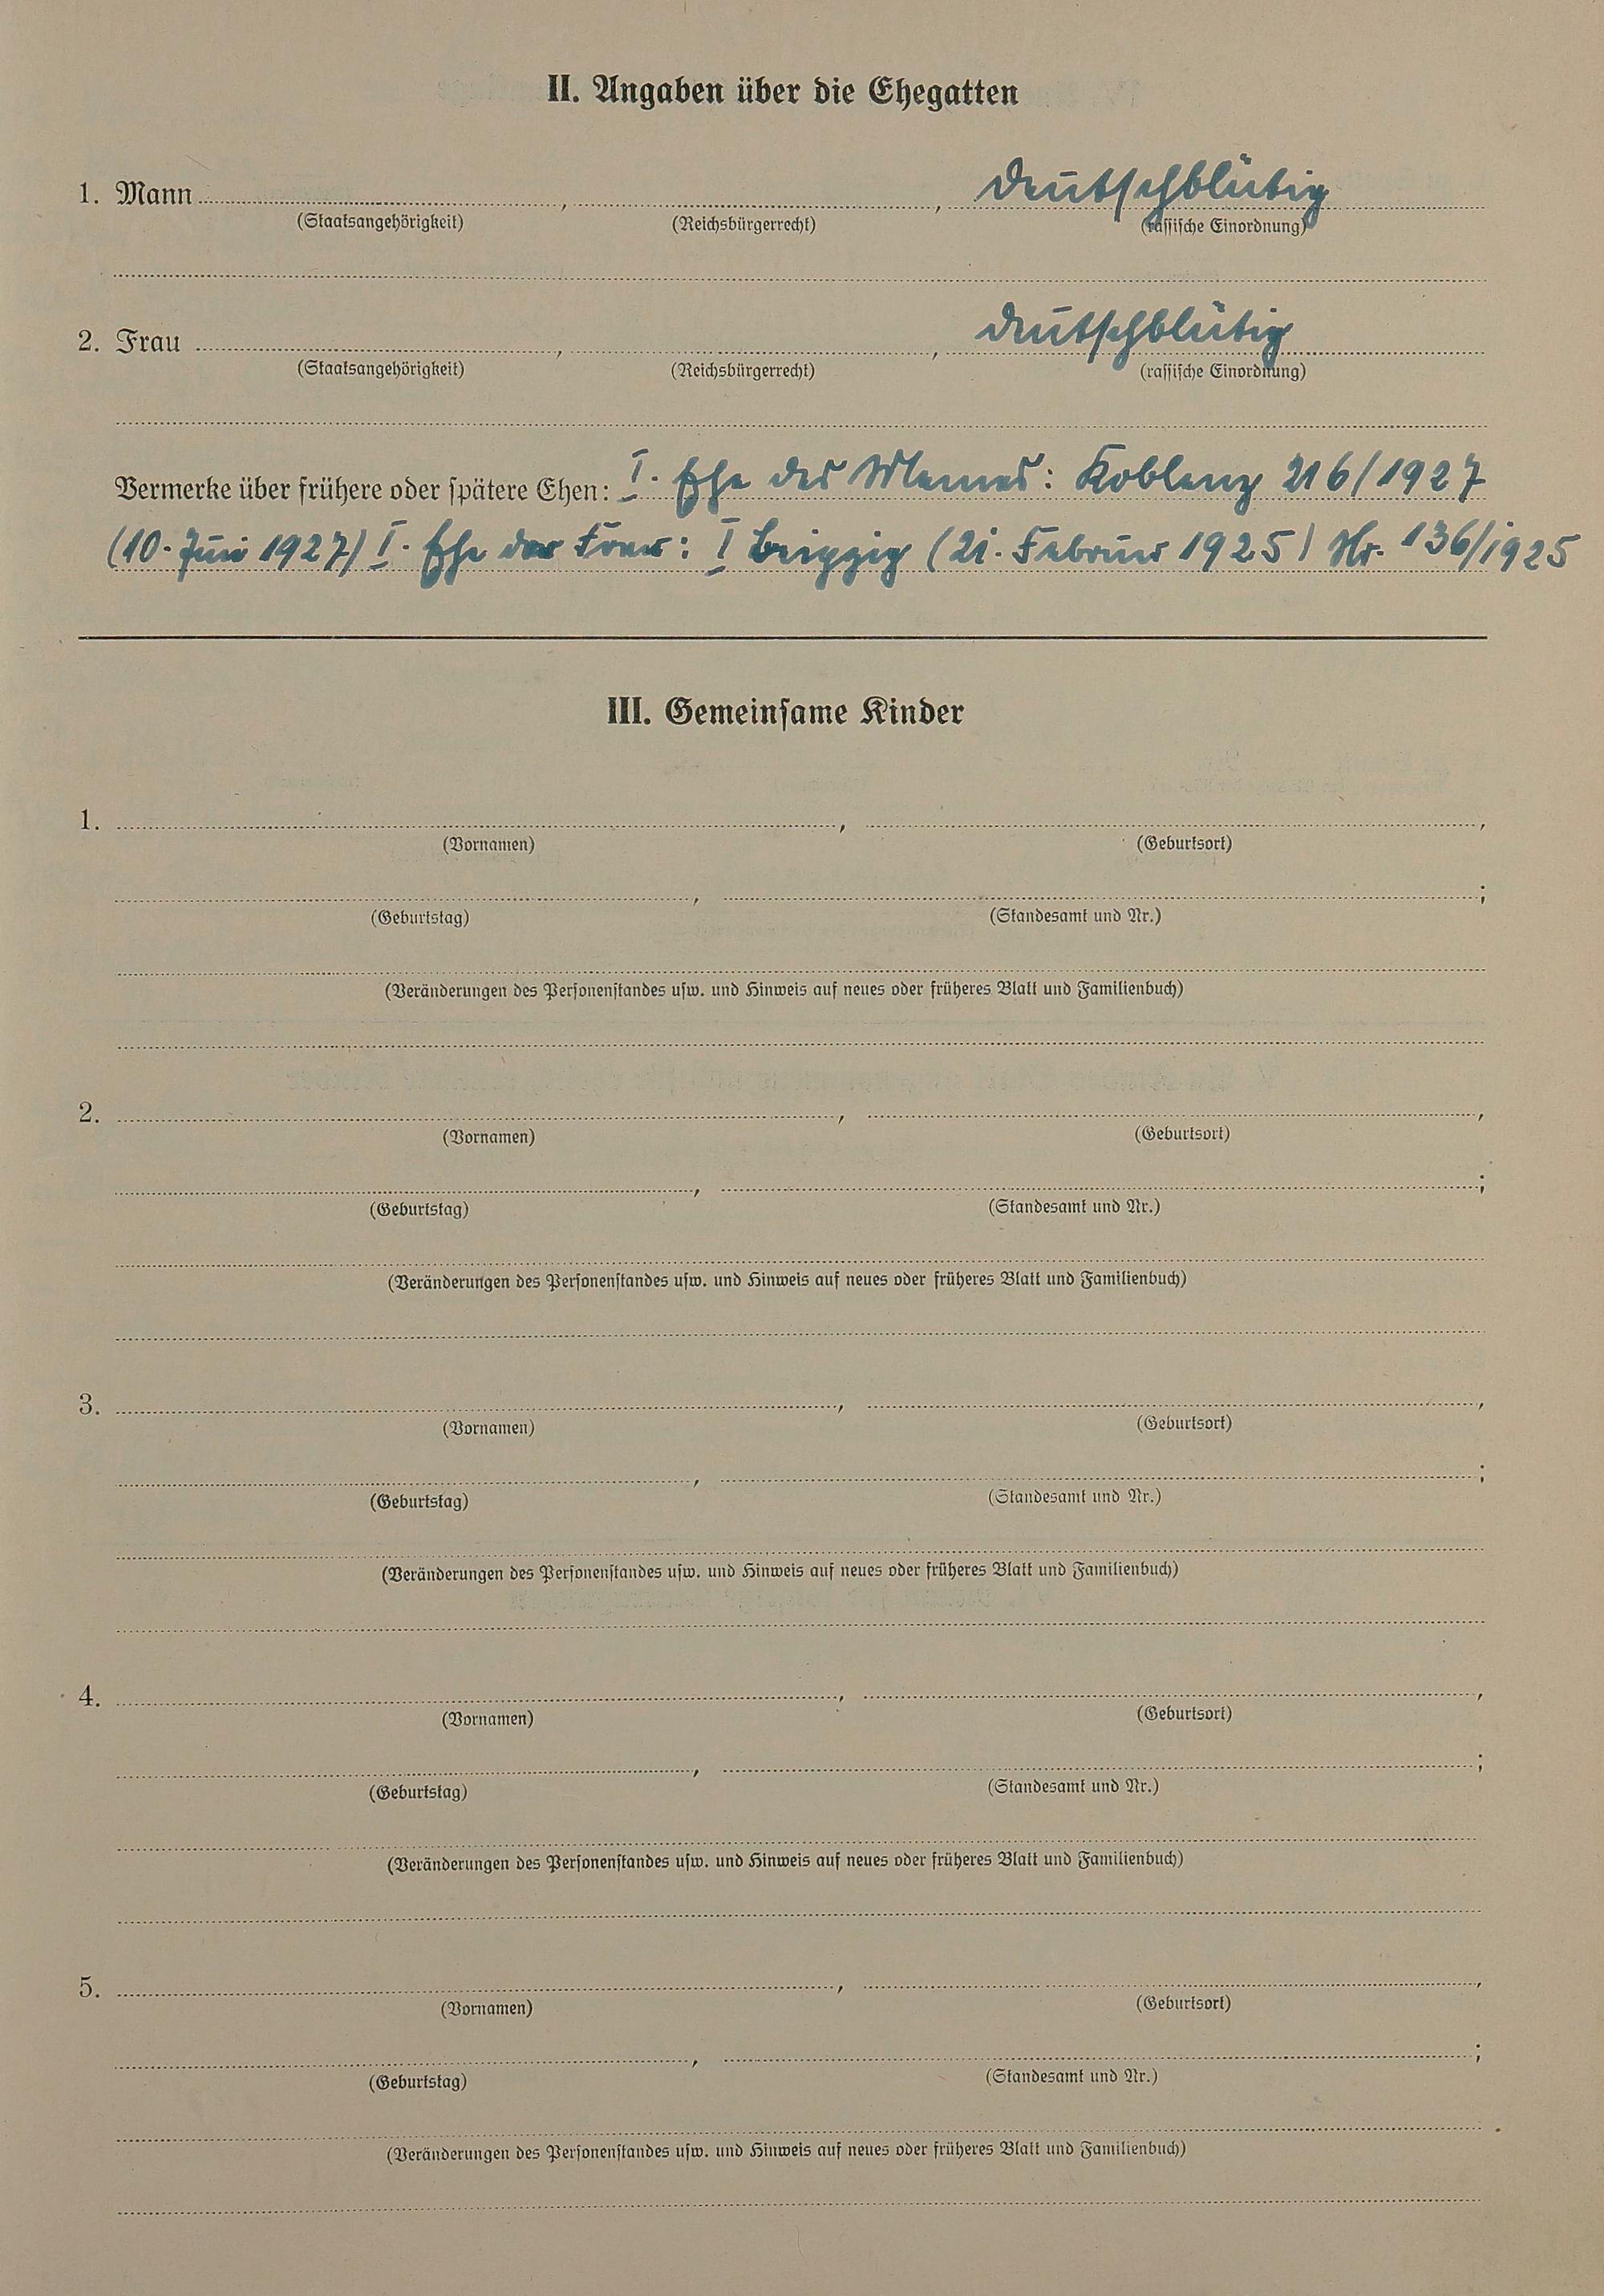 II. Angaben über die Ehegatten
1. Mann , , deutschblütig
(Staatsangehörigkeit) (Reichsbürgerrecht) (rassische Einordnung)
2. Frau , , deutschblütig
(Staatsangehörigkeit) (Reichsbürgerrecht) (rassische Einordnung)
Vermerke über frühere oder spätere Ehen: I. Ehe des Mannes: Koblenz 216/1927
(10. Juni 1927) I. Ehe der Frau: I Leipzig (21. Februar 1925) Nr. 136/1925
III. Gemeinsame Kinder
1. , ,
(Vornamen) (Geburtsort)
, ;
(Geburtstag) (Standesamt und Nr.)
(Veränderungen des Personenstandes usw. und Hinweis auf neues oder früheres Blatt und Familienbuch)
2. , ,
(Vornamen) (Geburtsort)
, ;
(Geburtstag) (Standesamt und Nr.)
(Veränderungen des Personenstandes usw. und Hinweis auf neues oder früheres Blatt und Familienbuch)
3. , ,
(Vornamen) (Geburtsort)
, ;
(Geburtstag) (Standesamt und Nr.)
(Veränderungen des Personenstandes usw. und Hinweis auf neues oder früheres Blatt und Familienbuch)
4. , ,
(Vornamen) (Geburtsort)
, ;
(Geburtstag) (Standesamt und Nr.)
(Veränderungen des Personenstandes usw. und Hinweis auf neues oder früheres Blatt und Familienbuch)
5. , ,
(Vornamen) (Geburtsort)
, ;
(Geburtstag) (Standesamt und Nr.)
(Veränderungen des Personenstandes usw. und Hinweis auf neues oder früheres Blatt und Familienbuch)